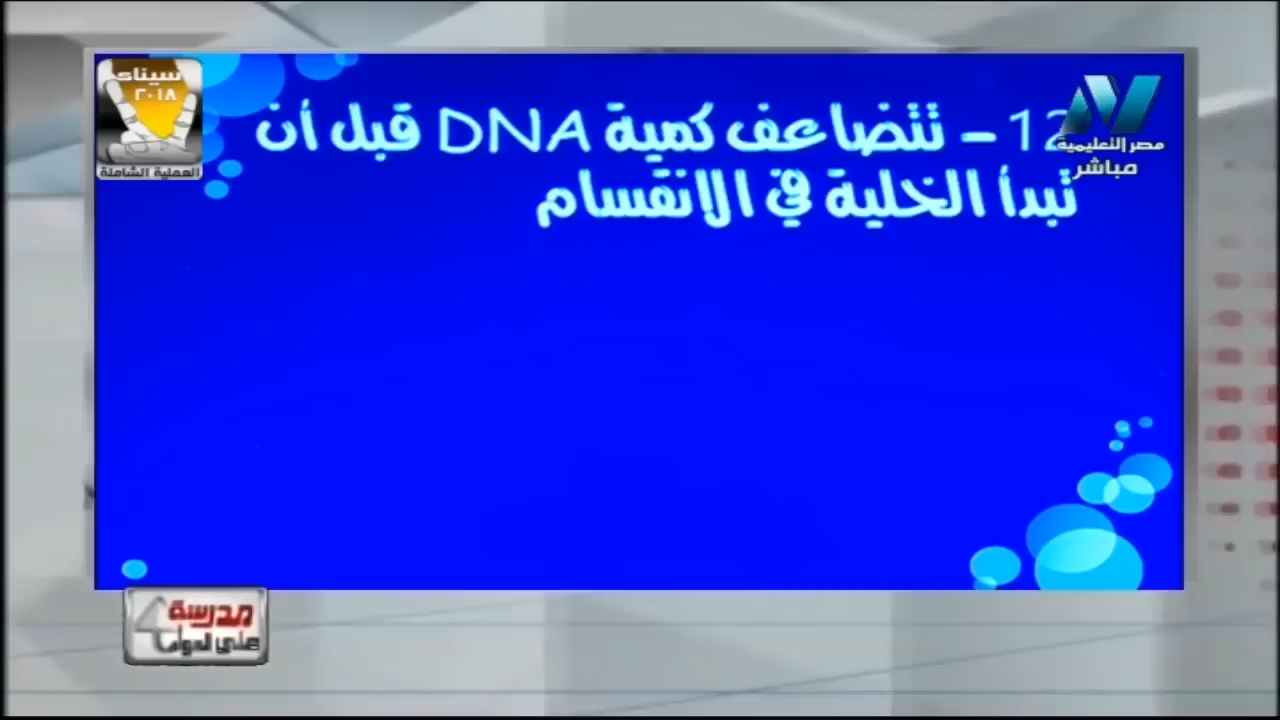 سيناء
٢٠١٨
العملية الشاملة
12 – تتضاعف كمية DNA قبل أن
تبدأ الخلية في الانقسام
مصر التعليمية
مباشر
مدرسة
على الهواء